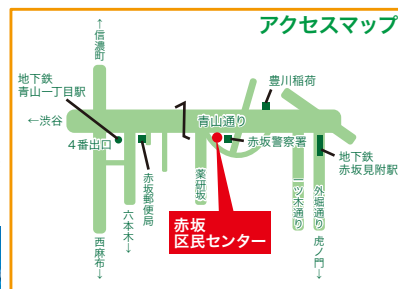 アクセスマップ
←信濃町
地下鉄
青山一丁目駅
豊川稲荷
←渋谷
青山通り
4番出口
赤坂警察署
地下鉄
赤坂見附駅
赤坂郵便局
薬研坂
一ツ木通り
外堀通り
六本木→
赤坂
区民センター
西麻布→
虎ノ門→